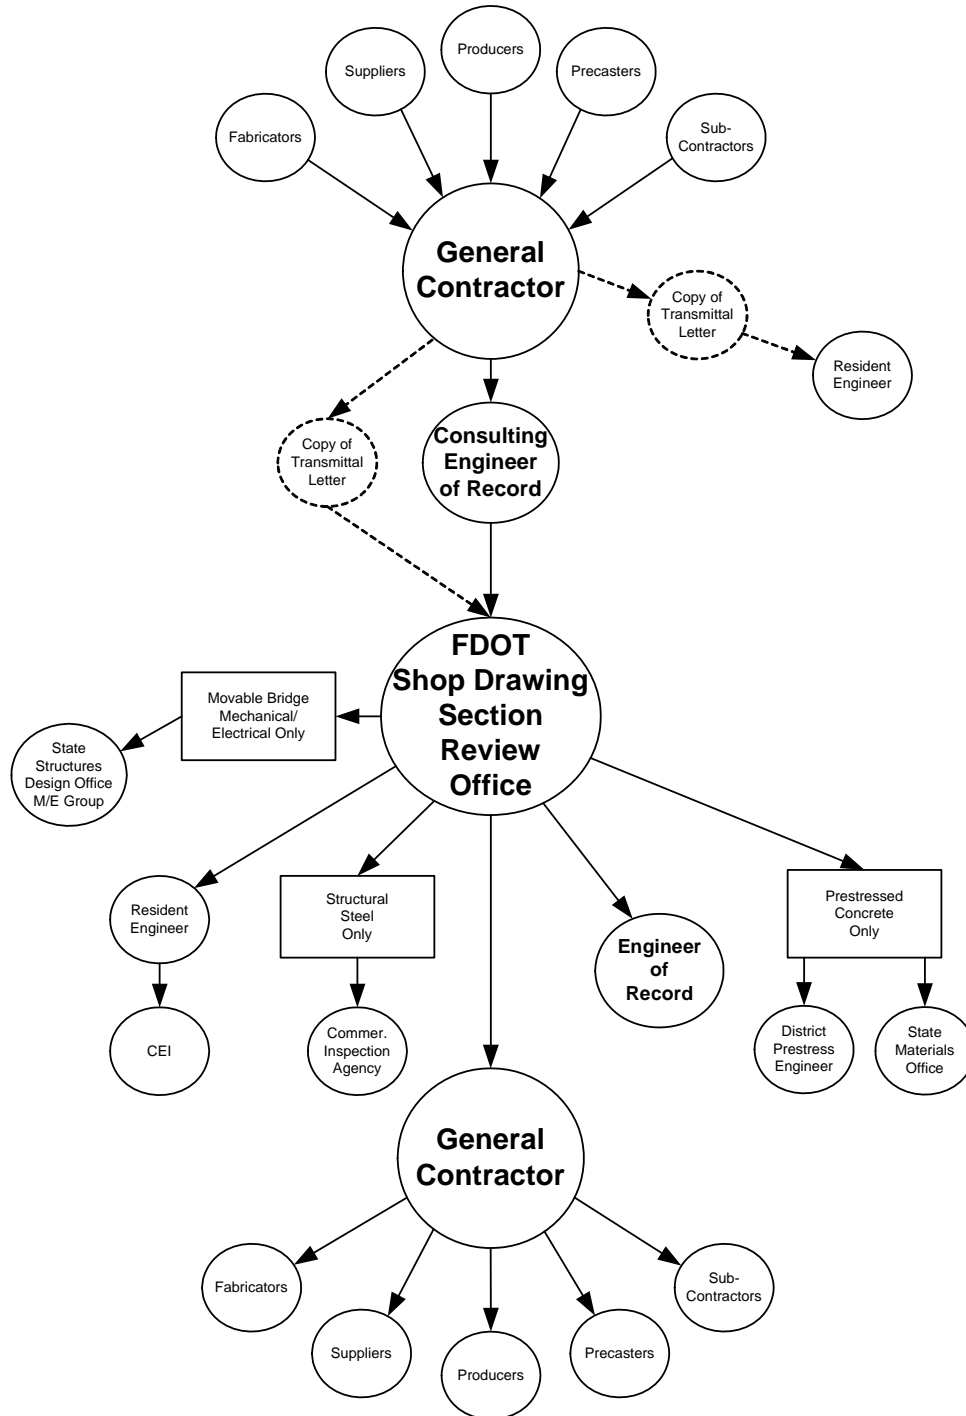 Producers
Suppliers
Precasters
Fabricators
Sub-
Contractors
General
Contractor
Copy of
Transmittal
Letter
Resident
Engineer
Copy of
Transmittal
Letter
Consulting
Engineer
of Record
FDOT
Shop Drawing
Section
Review
Office
Movable Bridge
Mechanical/
Electrical Only
State
Structures
Design Office
M/E Group
Resident
Engineer
Structural
Steel
Only
Engineer
of
Record
Prestressed
Concrete
Only
CEI
Commer.
Inspection
Agency
District
Prestress
Engineer
State
Materials
Office
General
Contractor
Fabricators
Sub-
Contractors
Suppliers
Precasters
Producers